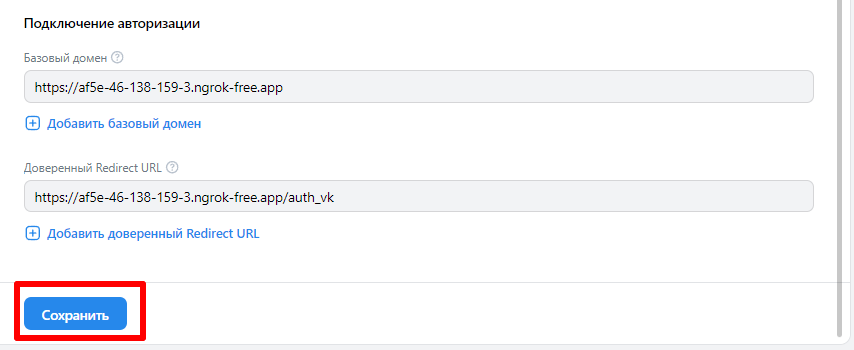 Подключение авторизации
Базовый домен ?
https://af5e-46-138-159-3.ngrok-free.app
Добавить базовый домен
Доверенный Redirect URL ?
https://af5e-46-138-159-3.ngrok-free.app/auth_vk
Добавить доверенный Redirect URL
Сохранить